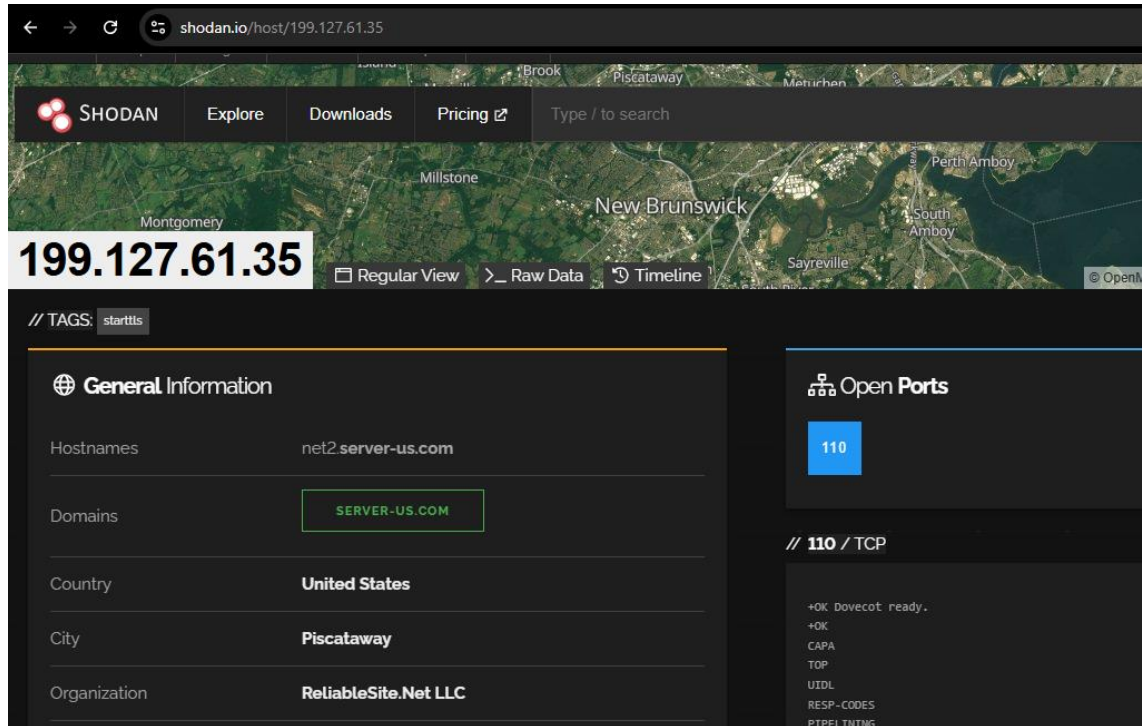 shodan.io/host/199.127.61.35
Brook
Piscataway
Metuchen
SHODAN
Explore
Downloads
Pricing
Type / to search
Perth Amboy
Millstone
New Brunswick
Montgomery
South
Amboy
199.127.61.35
Regular View
>_ Raw Data
Timeline
Sayreville
© OpenM
// TAGS: starttls
General Information
Hostnames
net2.server-us.com
Domains
SERVER-US.COM
Country
United States
City
Piscataway
Organization
ReliableSite.Net LLC
Open Ports
110
// 110 / TCP
+OK Dovecot ready.
+OK
CAPA
TOP
UIDL
RESP-CODES
PIPELINING